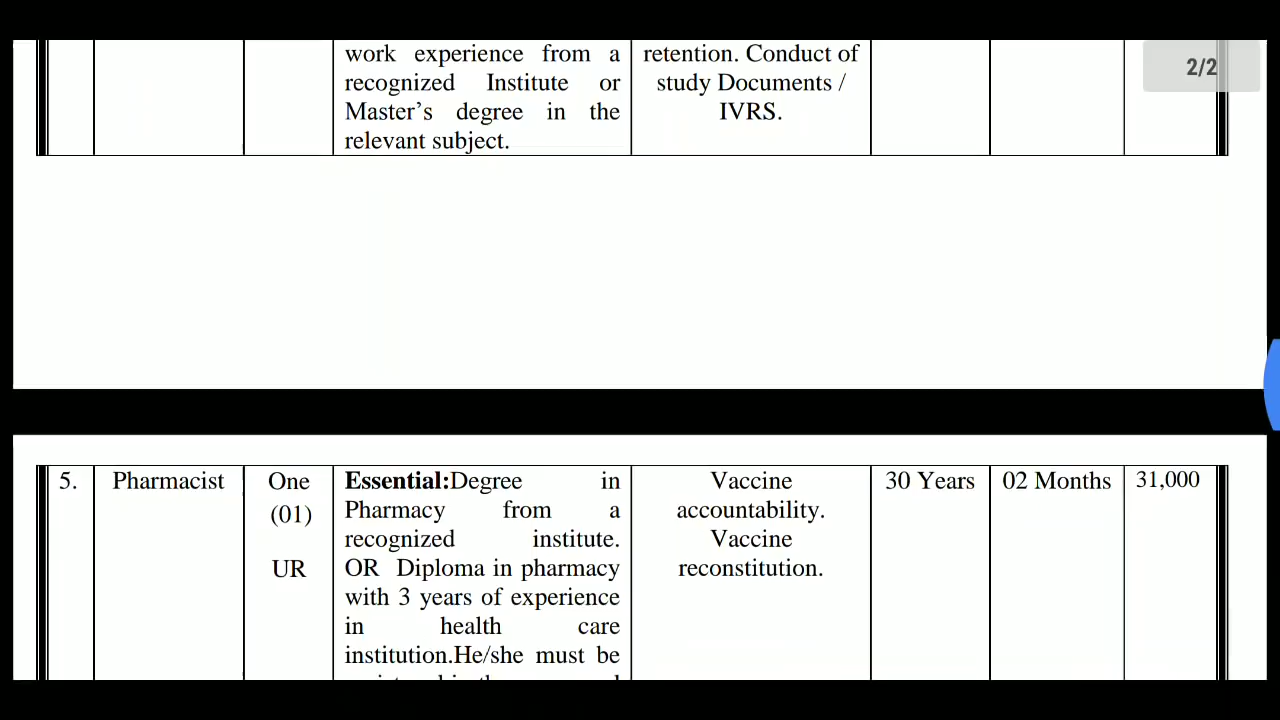 work experience from a
recognized Institute or
Master's degree in the
relevant subject.
retention. Conduct of
study Documents /
IVRS.
2/2
5.
Pharmacist
One
(01)
UR
Essential:Degree in
Pharmacy from a
recognized institute.
OR Diploma in pharmacy
with 3 years of experience
in health care
institution.He/she must be
Vaccine
accountability.
Vaccine
reconstitution.
30 Years
02 Months
31,000